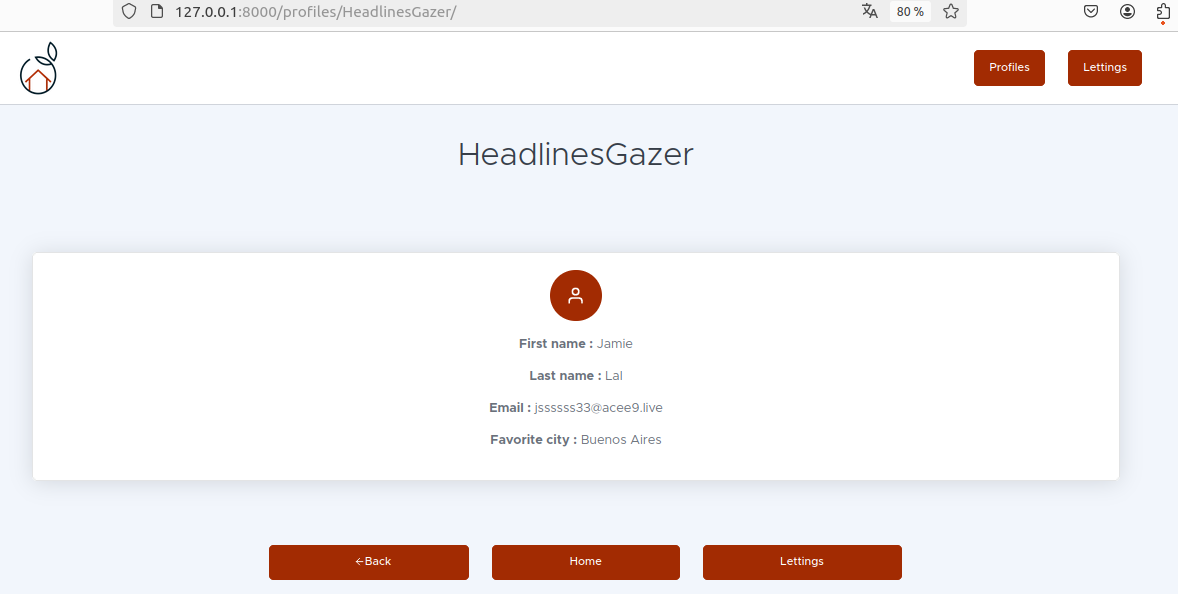 127.0.0.1:8000/profiles/HeadlinesGazer/ 80 %
Profiles Lettings
HeadlinesGazer
First name : Jamie
Last name : Lal
Email : jssssss33@acee9.live
Favorite city : Buenos Aires
←Back Home Lettings